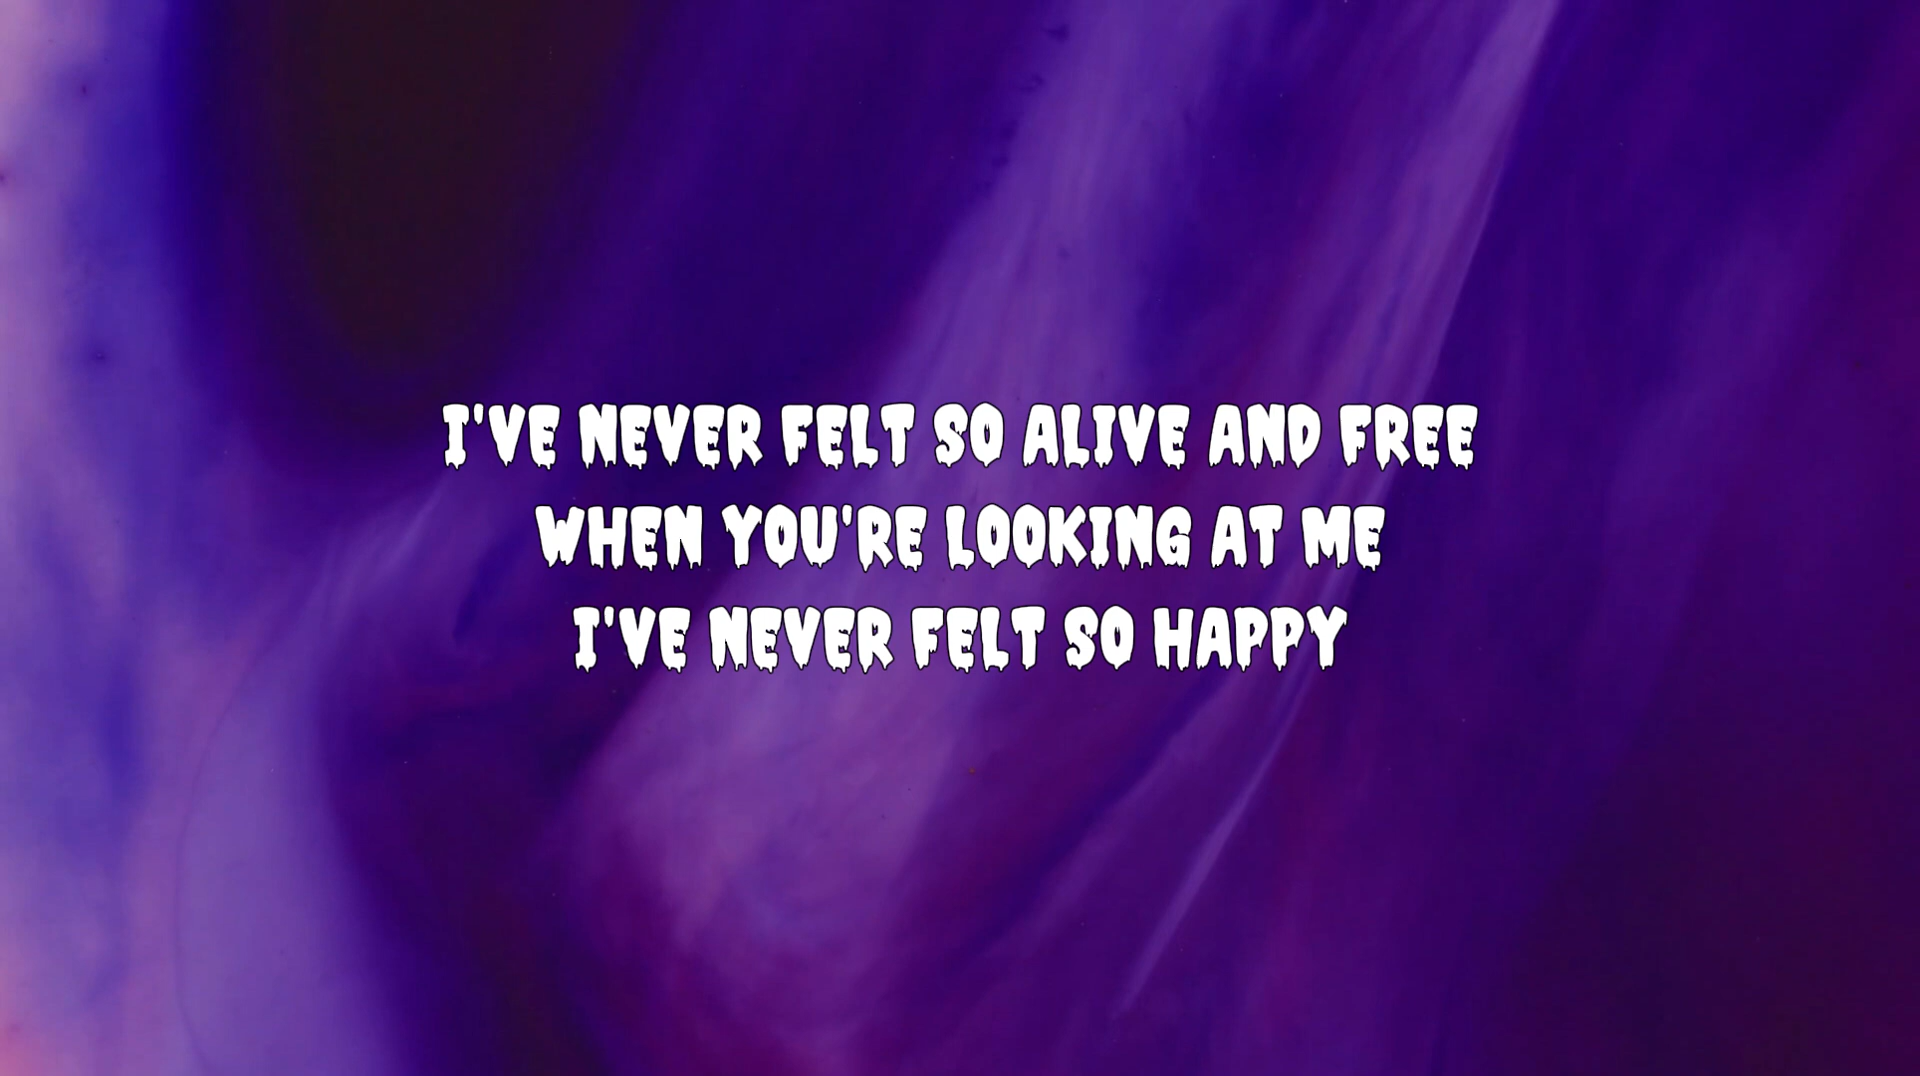 I'VE NEVER FELT SO ALIVE AND FREE
WHEN YOU'RE LOOKING AT ME
I'VE NEVER FELT SO HAPPY